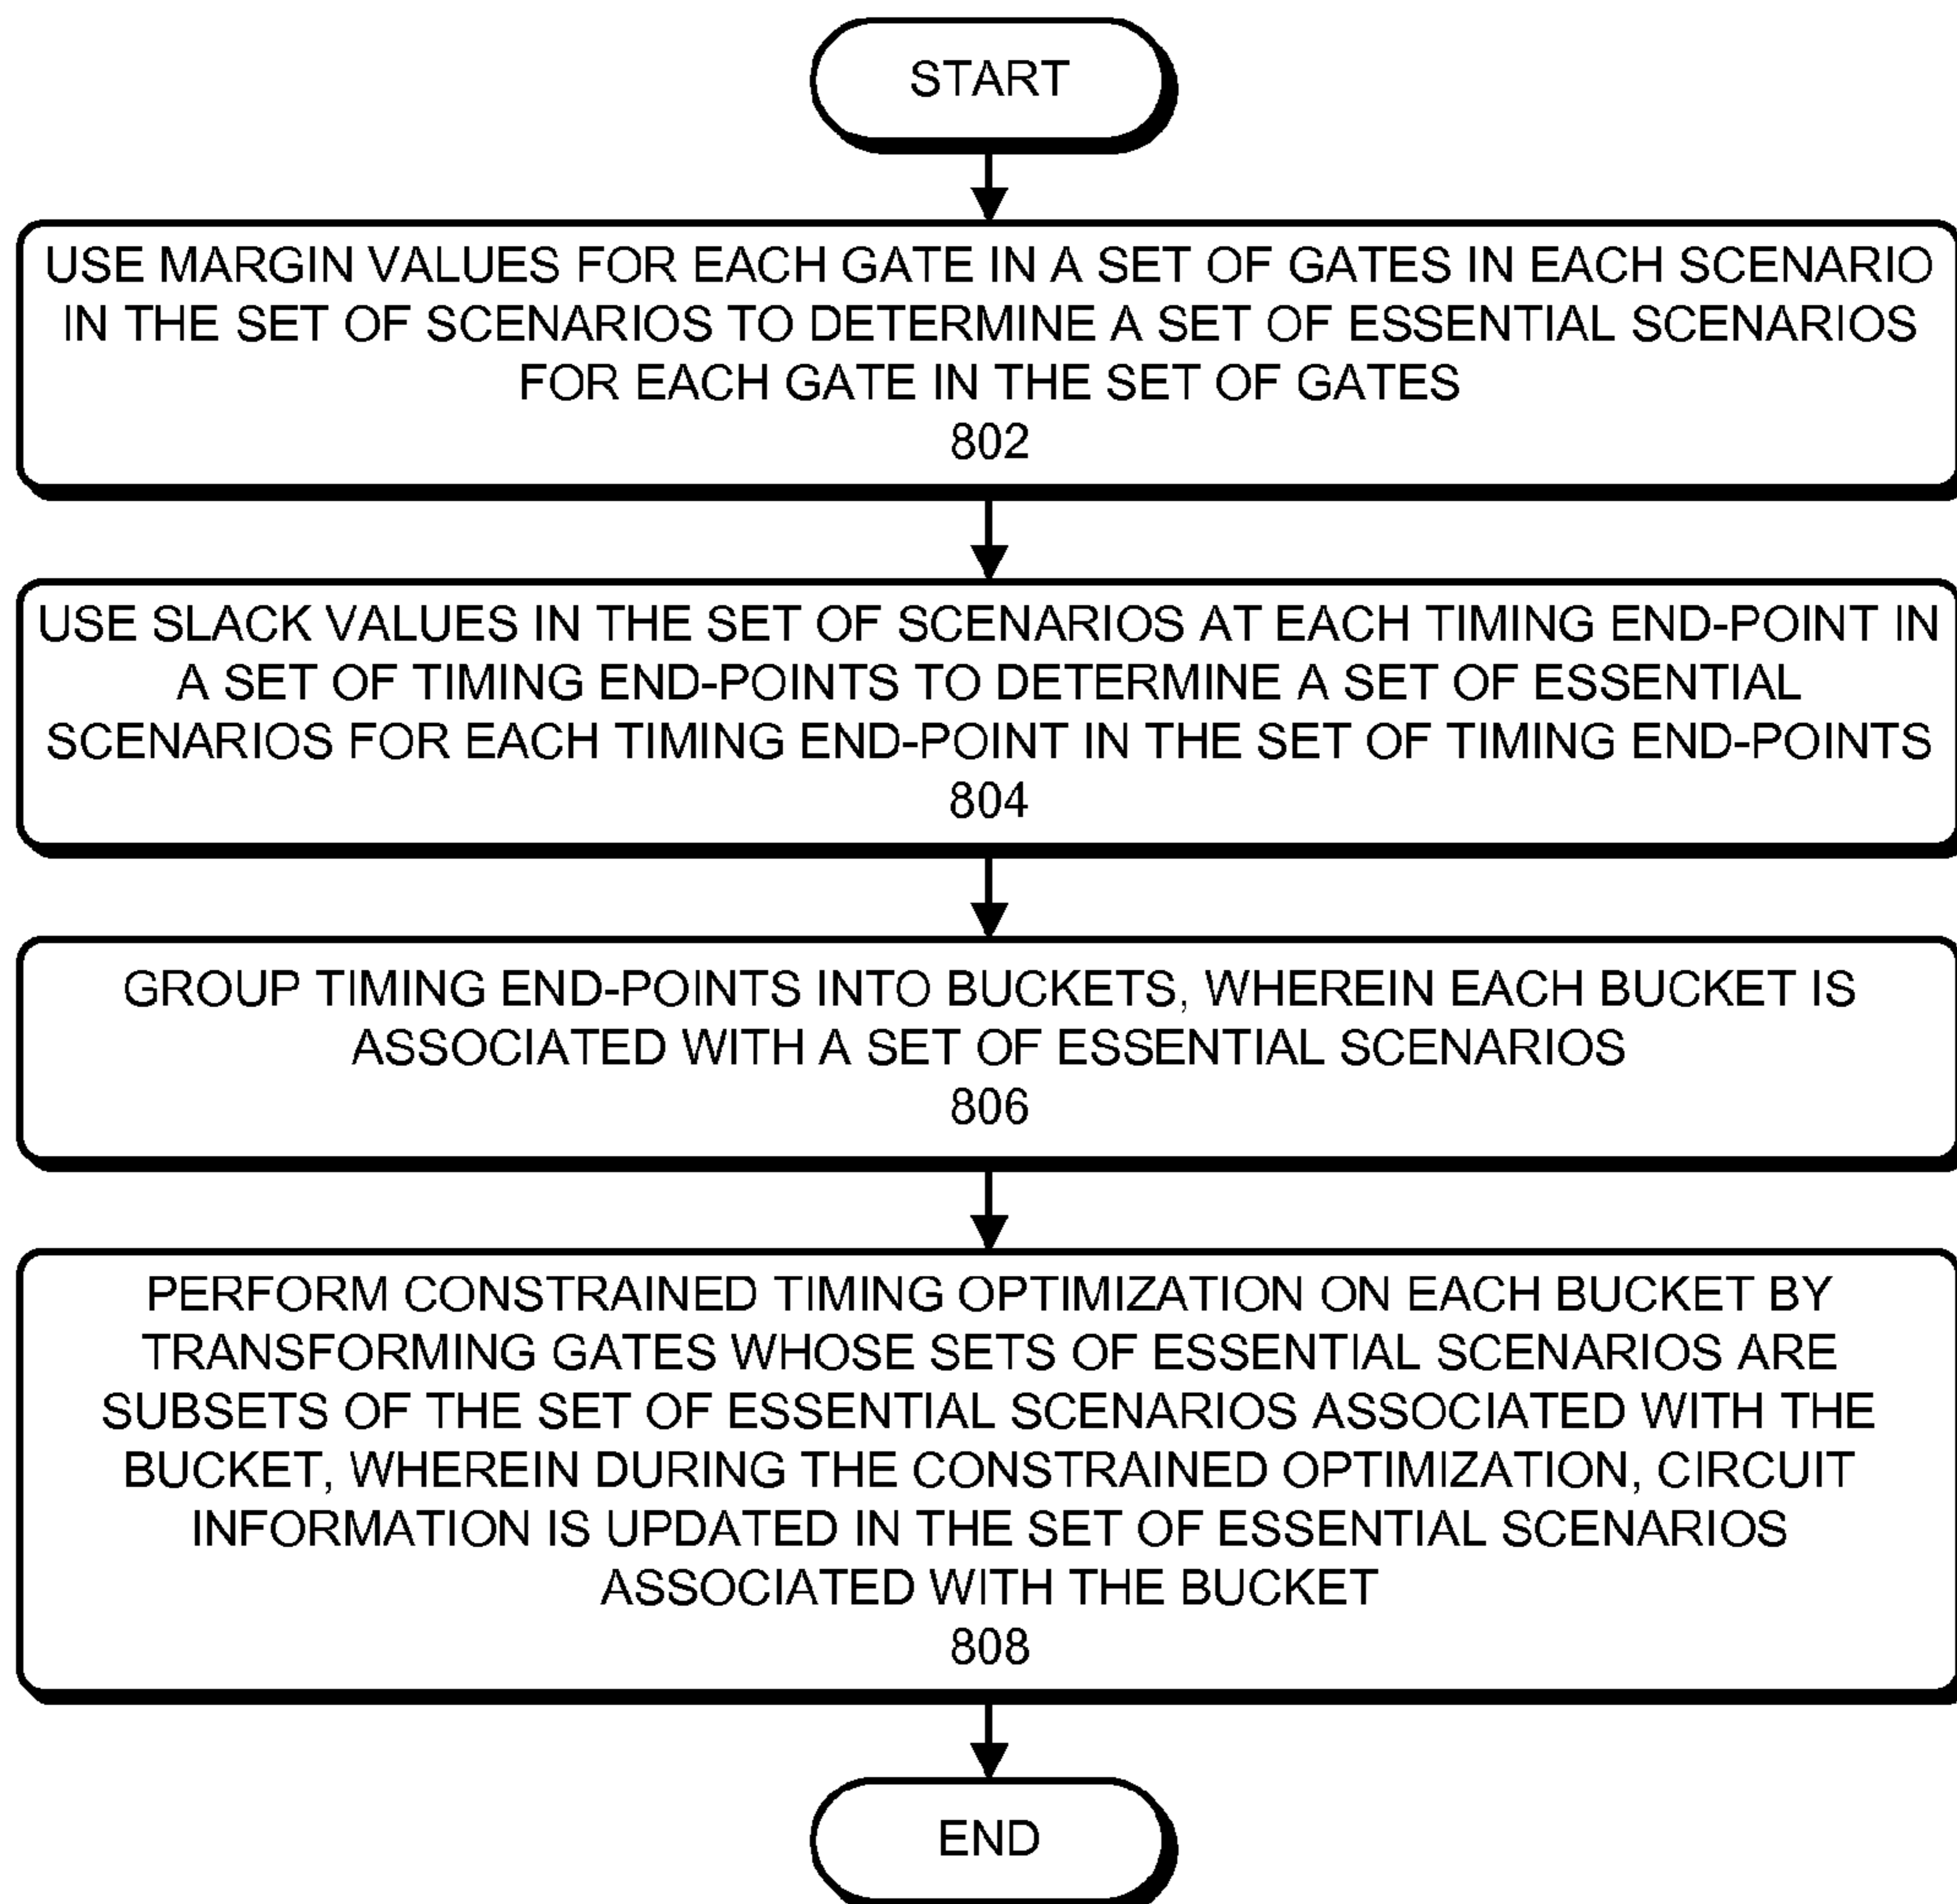 START
USE MARGIN VALUES FOR EACH GATE IN A SET OF GATES IN EACH SCENARIO
IN THE SET OF SCENARIOS TO DETERMINE A SET OF ESSENTIAL SCENARIOS
FOR EACH GATE IN THE SET OF GATES
802
USE SLACK VALUES IN THE SET OF SCENARIOS AT EACH TIMING END-POINT IN
A SET OF TIMING END-POINTS TO DETERMINE A SET OF ESSENTIAL
SCENARIOS FOR EACH TIMING END-POINT IN THE SET OF TIMING END-POINTS
804
GROUP TIMING END-POINTS INTO BUCKETS, WHEREIN EACH BUCKET IS
ASSOCIATED WITH A SET OF ESSENTIAL SCENARIOS
806
PERFORM CONSTRAINED TIMING OPTIMIZATION ON EACH BUCKET BY
TRANSFORMING GATES WHOSE SETS OF ESSENTIAL SCENARIOS ARE
SUBSETS OF THE SET OF ESSENTIAL SCENARIOS ASSOCIATED WITH THE
BUCKET, WHEREIN DURING THE CONSTRAINED OPTIMIZATION, CIRCUIT
INFORMATION IS UPDATED IN THE SET OF ESSENTIAL SCENARIOS
ASSOCIATED WITH THE BUCKET
808
END